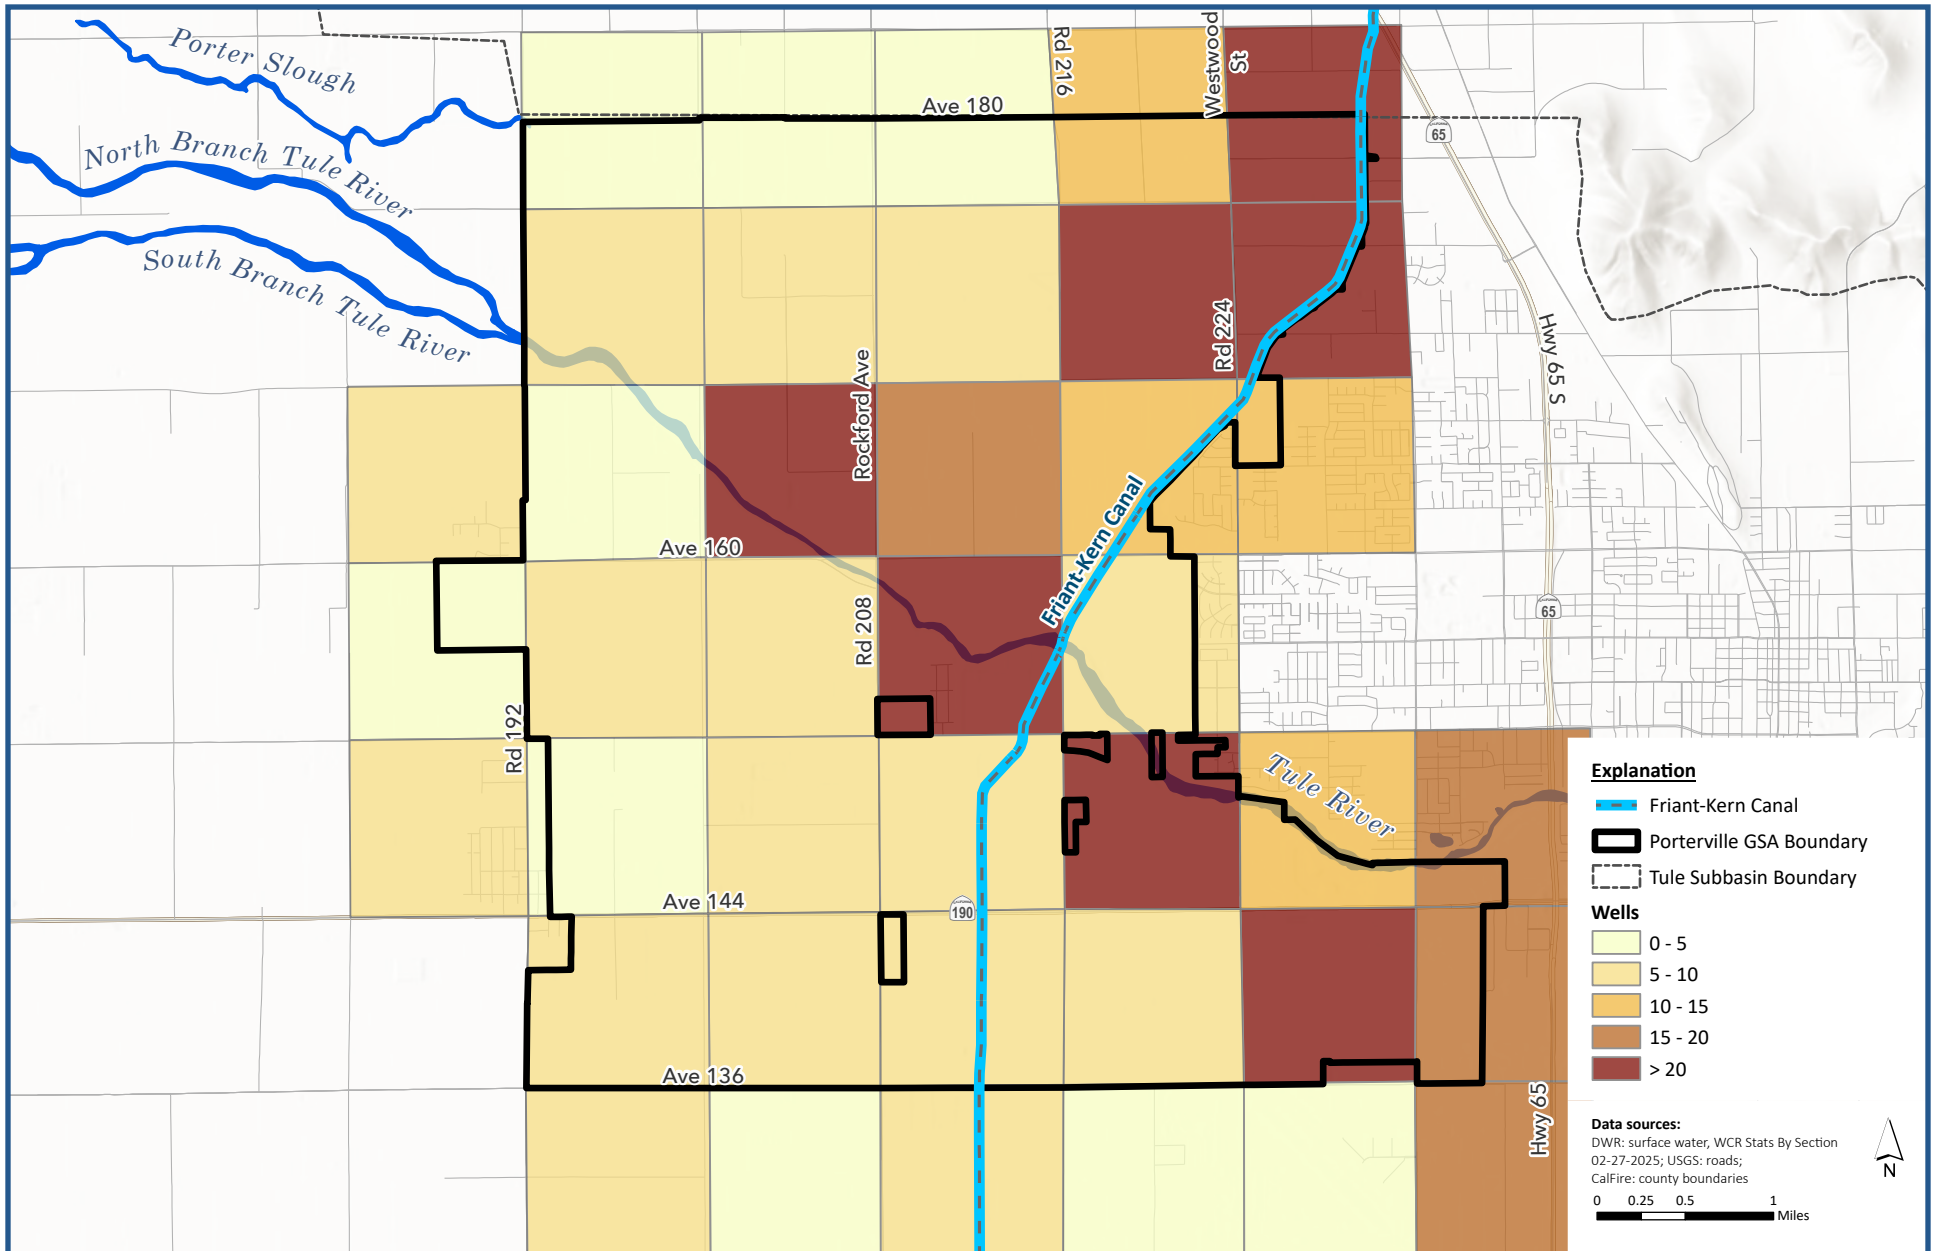 Porter Slough
North Branch Tule River
South Branch Tule River
Ave 180
Rd 216
Westwood
St
CALIFORNIA
65
Rd 224
Hwy 65 S
Rockford Ave
Friant-Kern Canal
Ave 160
CALIFORNIA
65
Rd 208
Rd 192
Tule River
Ave 144
CALIFORNIA
190
Ave 136
Hwy 65
Explanation
Friant-Kern Canal
Porterville GSA Boundary
Tule Subbasin Boundary
Wells
0 - 5
5 - 10
10 - 15
15 - 20
> 20
Data sources:
DWR: surface water, WCR Stats By Section
02-27-2025; USGS: roads;
CalFire: county boundaries
0 0.25 0.5 1
Miles
N